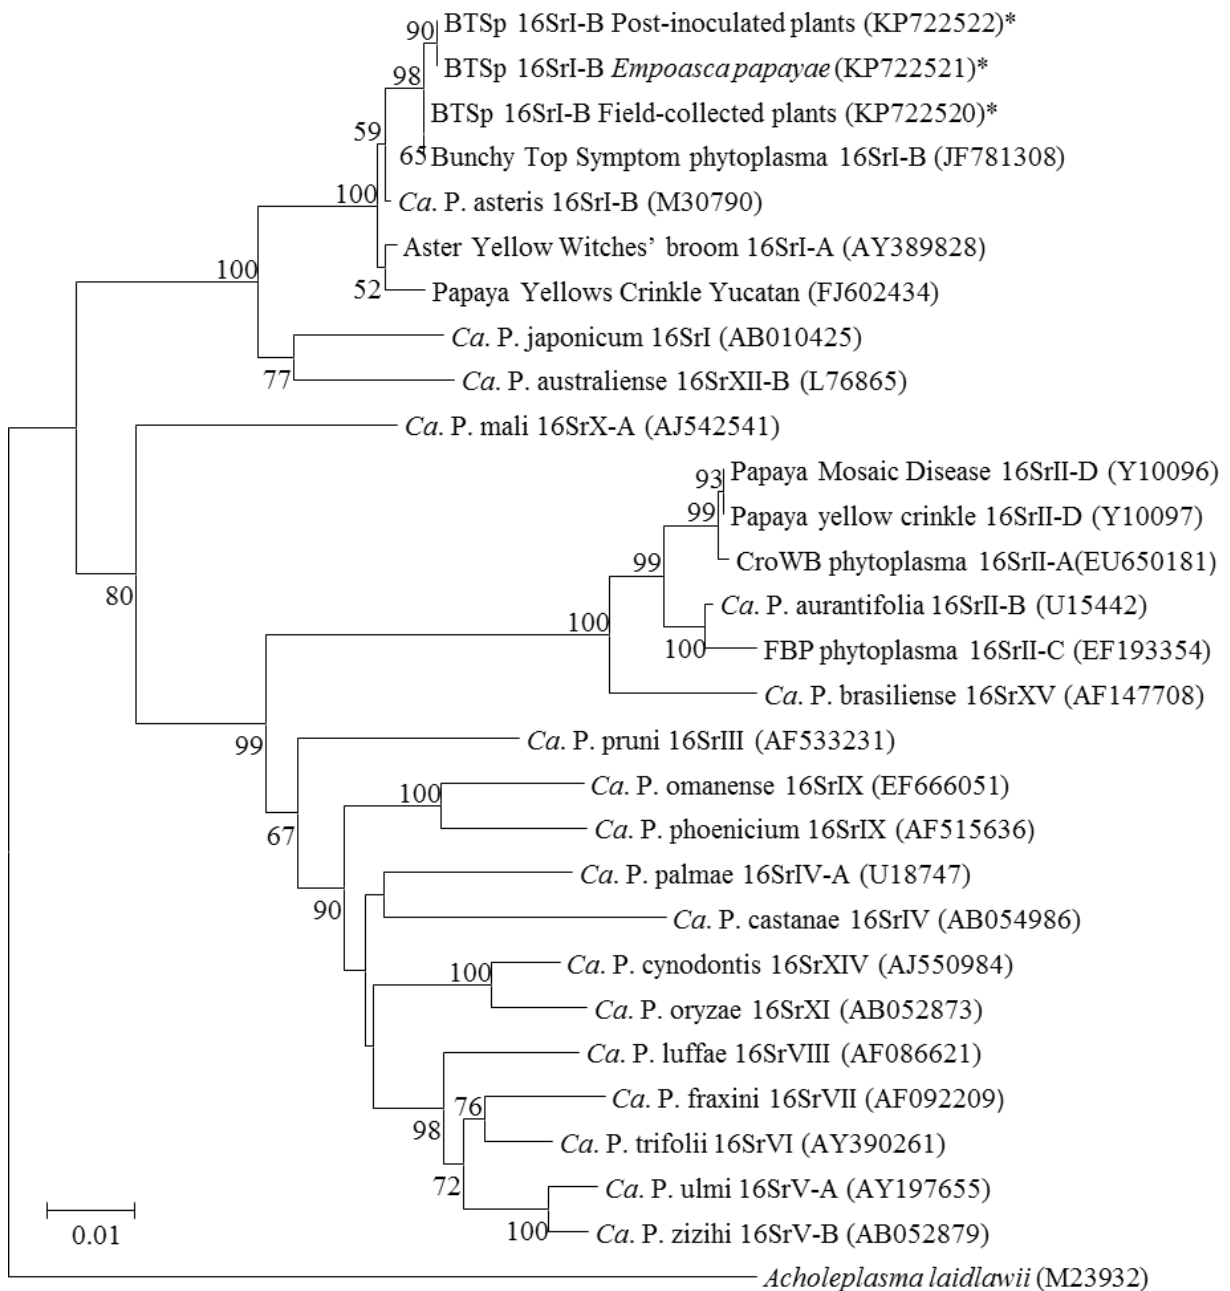 90
BTSp 16SrI-B Post-inoculated plants (KP722522)*
BTSp 16SrI-B Empoasca papayae (KP722521)*
98
BTSp 16SrI-B Field-collected plants (KP722520)*
59
65
Bunchy Top Symptom phytoplasma 16SrI-B (JF781308)
100
Ca. P. asteris 16SrI-B (M30790)
Aster Yellow Witches’ broom 16SrI-A (AY389828)
100
52
Papaya Yellows Crinkle Yucatan (FJ602434)
Ca. P. japonicum 16SrI (AB010425)
77
Ca. P. australiense 16SrXII-B (L76865)
Ca. P. mali 16SrX-A (AJ542541)
93
Papaya Mosaic Disease 16SrII-D (Y10096)
99
Papaya yellow crinkle 16SrII-D (Y10097)
99
CroWB phytoplasma 16SrII-A(EU650181)
80
Ca. P. aurantifolia 16SrII-B (U15442)
100
100
FBP phytoplasma 16SrII-C (EF193354)
Ca. P. brasiliense 16SrXV (AF147708)
99
Ca. P. pruni 16SrIII (AF533231)
100
Ca. P. omanense 16SrIX (EF666051)
67
Ca. P. phoenicium 16SrIX (AF515636)
Ca. P. palmae 16SrIV-A (U18747)
90
Ca. P. castanae 16SrIV (AB054986)
100
Ca. P. cynodontis 16SrXIV (AJ550984)
Ca. P. oryzae 16SrXI (AB052873)
Ca. P. luffae 16SrVIII (AF086621)
76
Ca. P. fraxini 16SrVII (AF092209)
98
Ca. P. trifolii 16SrVI (AY390261)
72
Ca. P. ulmi 16SrV-A (AY197655)
100
Ca. P. zizihi 16SrV-B (AB052879)
0.01
Acholeplasma laidlawii (M23932)